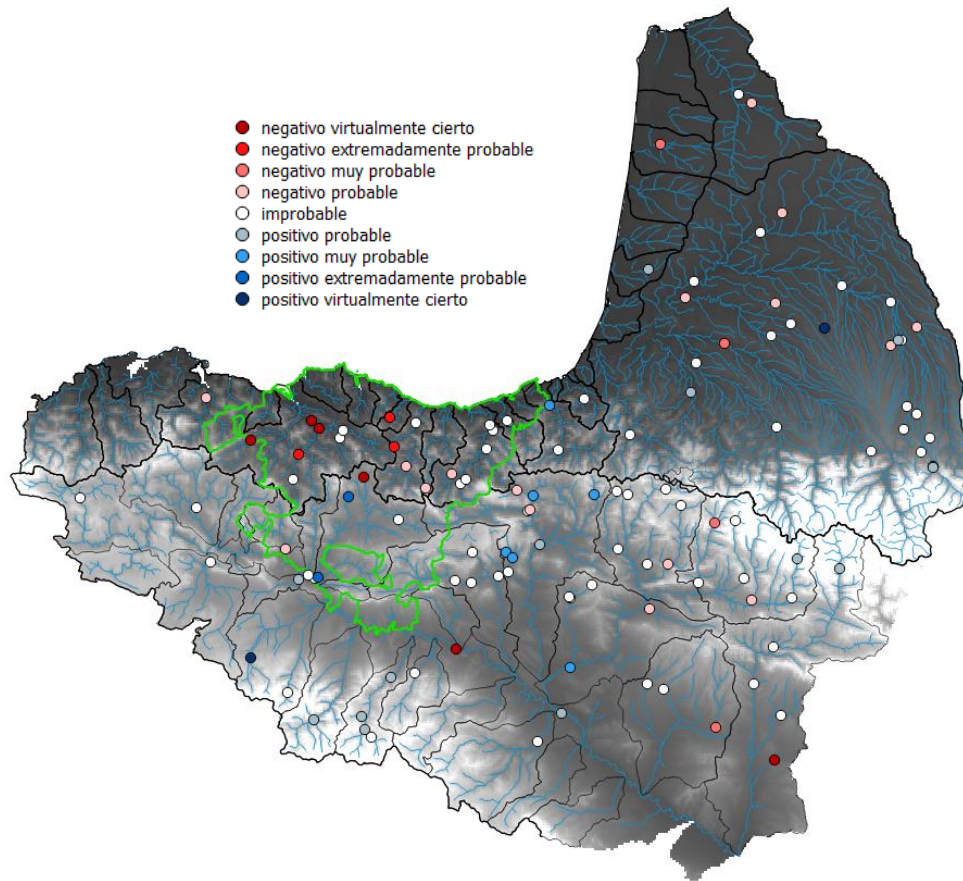 negativo virtualmente cierto
negativo extremadamente probable
negativo muy probable
negativo probable
improbable
positivo probable
positivo muy probable
positivo extremadamente probable
positivo virtualmente cierto